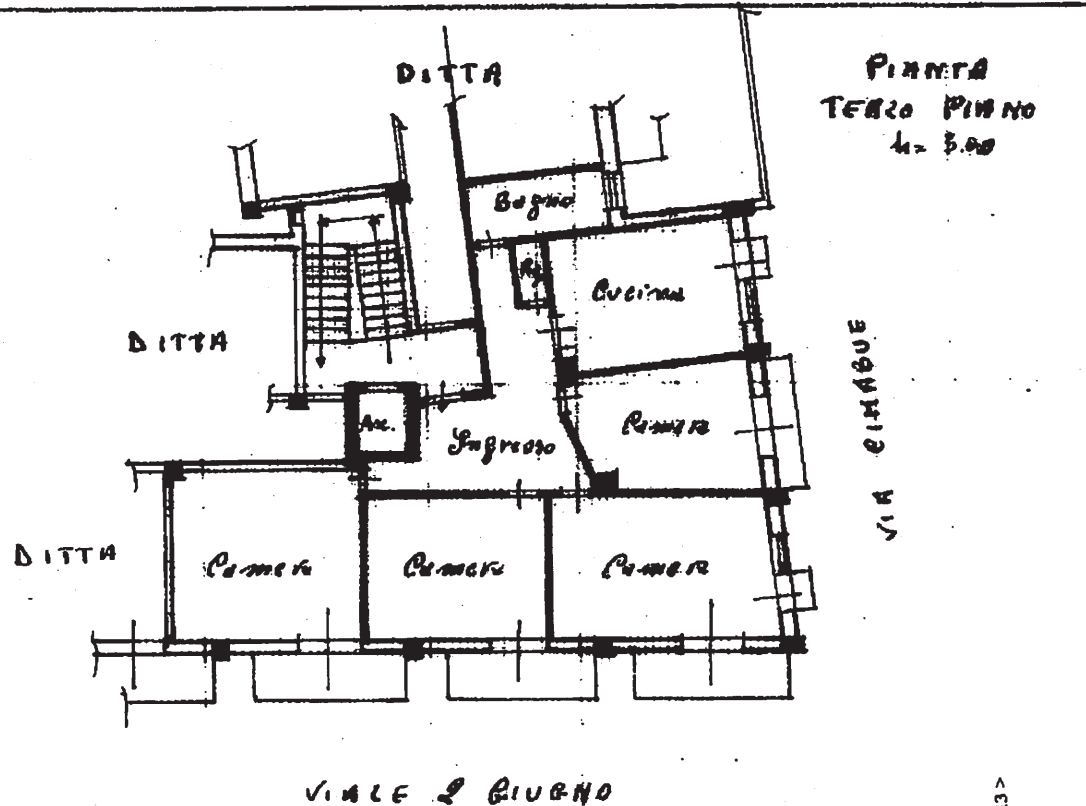 DITTA
PIANTA
TERZO PIANO
h= 3.00
Bagno
Rip.
Cucina
DITTA
VIA CIMABUE
Asc.
Ingresso
Camera
DITTA
Camera
Camera
Camera
VIALE 2 GIUGNO
3>